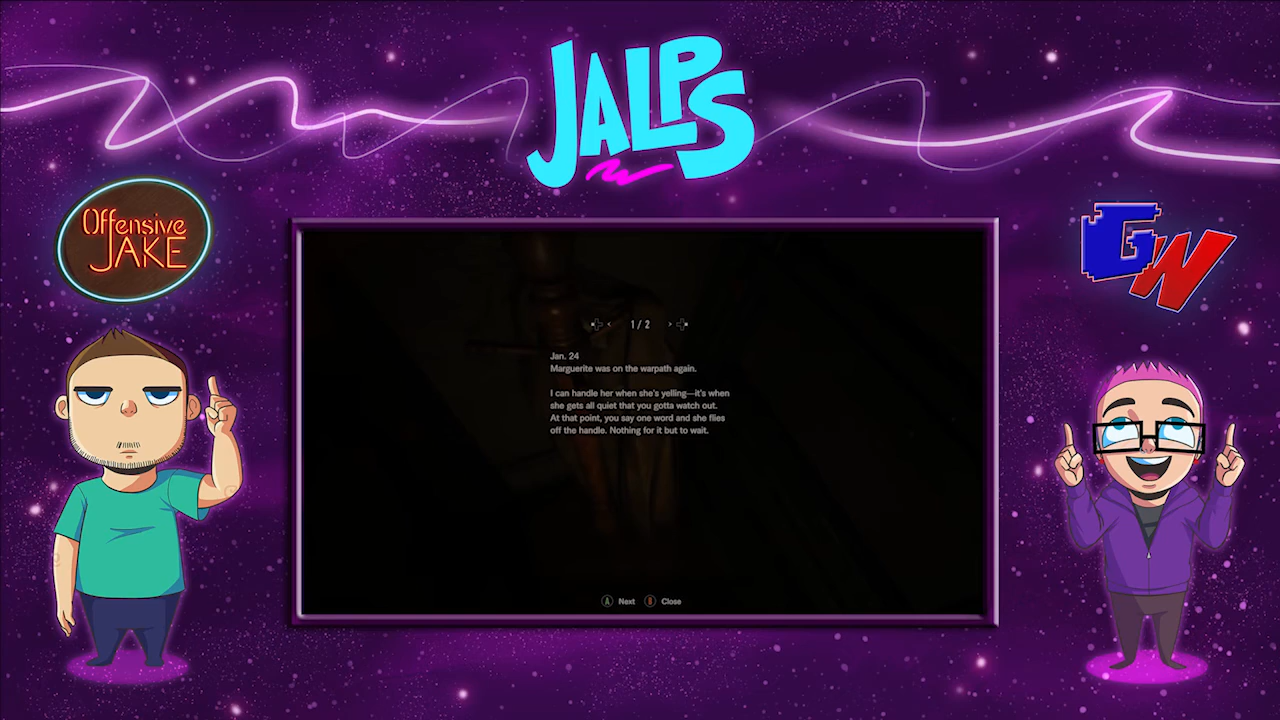 JALPS
Offensive
JAKE
GW
1 / 2
Jan. 24
Marguerite was on the warpath again.
I can handle her when she's yelling—it's when
she gets all quiet that you gotta watch out.
At that point, you say one word and she flies
off the handle. Nothing for it but to wait.
A Next B Close